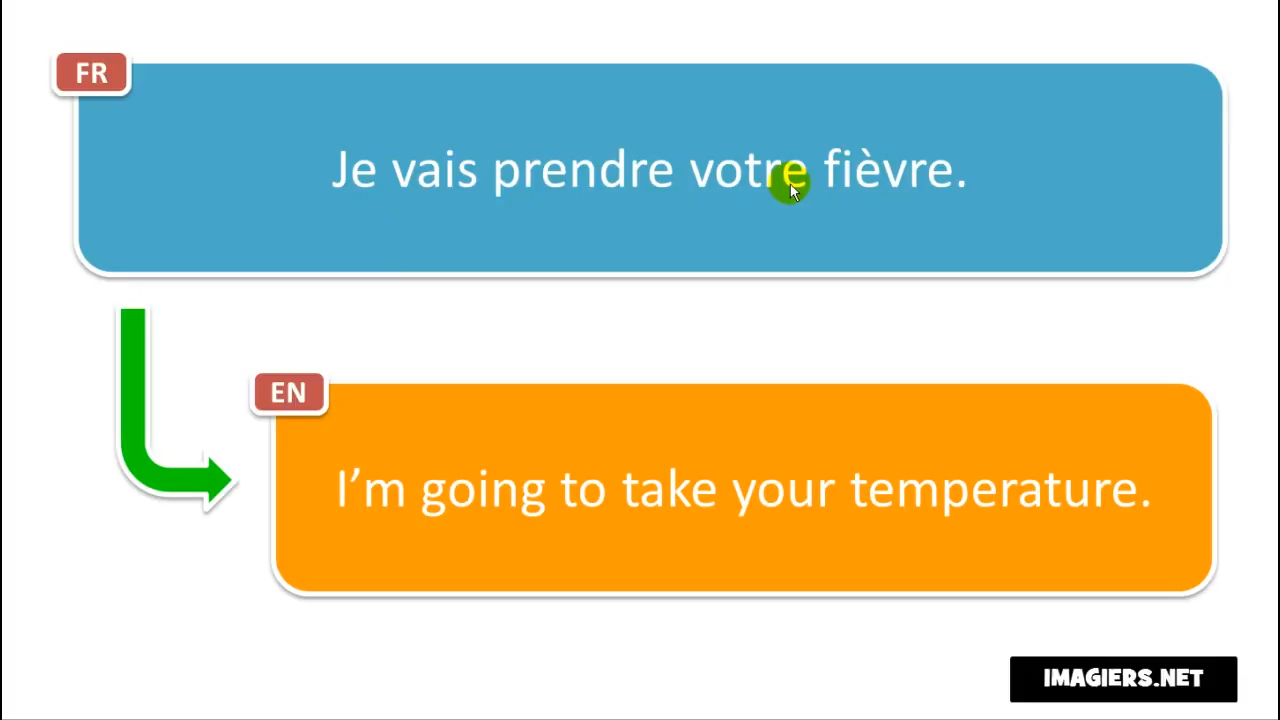 FR
Je vais prendre votre fièvre.
EN
I’m going to take your temperature.
IMAGIERS.NET